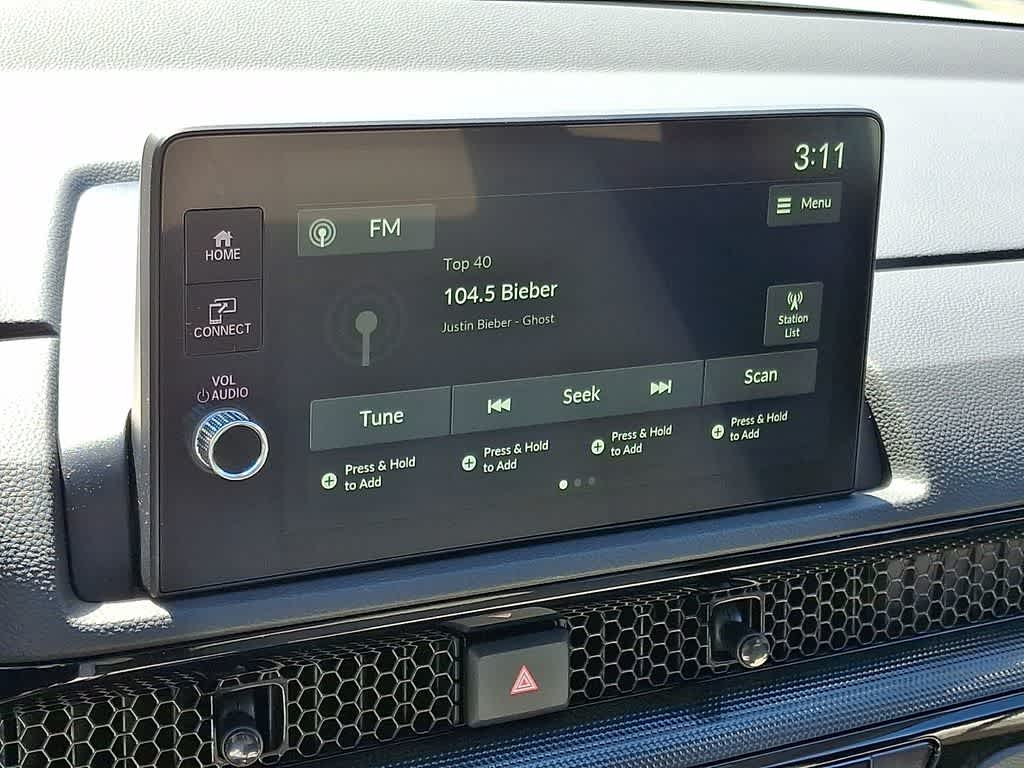 3:11
Menu
HOME
FM
Top 40
104.5 Bieber
Justin Bieber - Ghost
CONNECT
Station
List
VOL
AUDIO
Tune
Seek
Scan
Press & Hold
to Add
Press & Hold
to Add
Press & Hold
to Add
Press & Hold
to Add